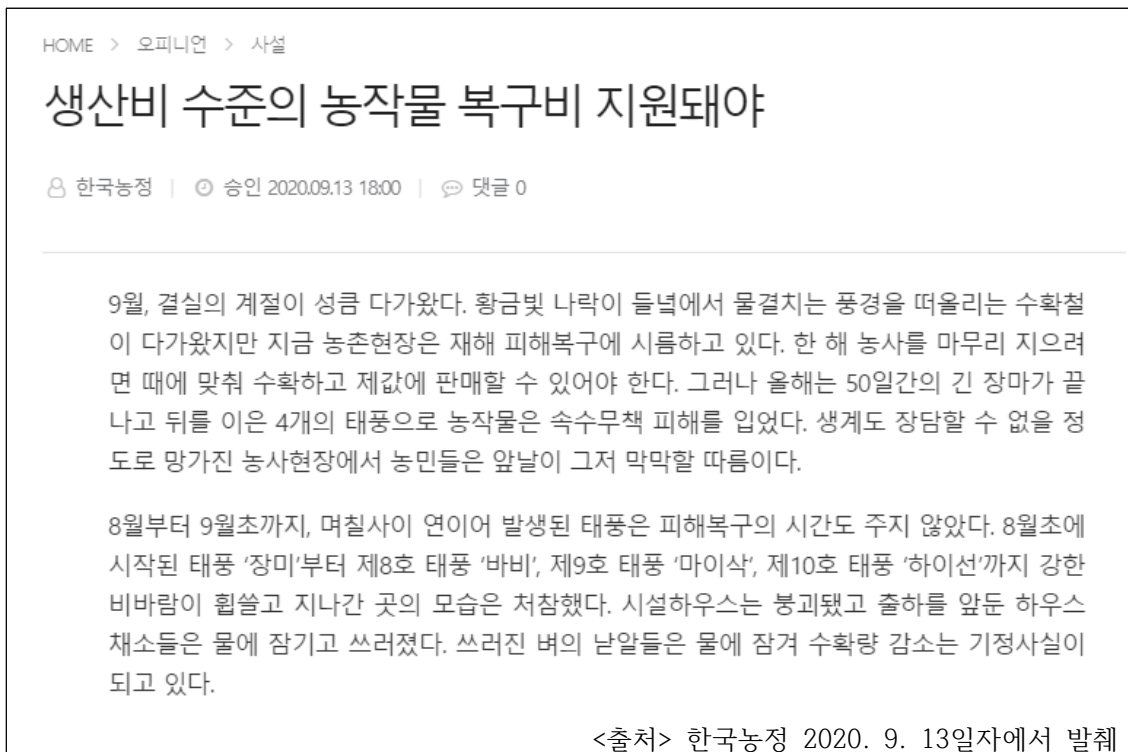 HOME > 오피니언 > 사설
생산비 수준의 농작물 복구비 지원돼야
한국농정 | 승인 2020.09.13 18:00 | 댓글 0
9월, 결실의 계절이 성큼 다가왔다. 황금빛 나락이 들녘에서 물결치는 풍경을 떠올리는 수확철
이 다가왔지만 지금 농촌현장은 재해 피해복구에 시름하고 있다. 한 해 농사를 마무리 지으려
면 때에 맞춰 수확하고 제값에 판매할 수 있어야 한다. 그러나 올해는 50일간의 긴 장마가 끝
나고 뒤를 이은 4개의 태풍으로 농작물은 속수무책 피해를 입었다. 생계도 장담할 수 없을 정
도로 망가진 농사현장에서 농민들은 앞날이 그저 막막할 따름이다.
8월부터 9월초까지, 며칠사이 연이어 발생된 태풍은 피해복구의 시간도 주지 않았다. 8월초에
시작된 태풍 ‘장미’부터 제8호 태풍 ‘바비’, 제9호 태풍 ‘마이삭’, 제10호 태풍 ‘하이선’까지 강한
비바람이 휩쓸고 지나간 곳의 모습은 처참했다. 시설하우스는 붕괴됐고 출하를 앞둔 하우스
채소들은 물에 잠기고 쓰러졌다. 쓰러진 벼의 낟알들은 물에 잠겨 수확량 감소는 기정사실이
되고 있다.
<출처> 한국농정 2020. 9. 13일자에서 발췌